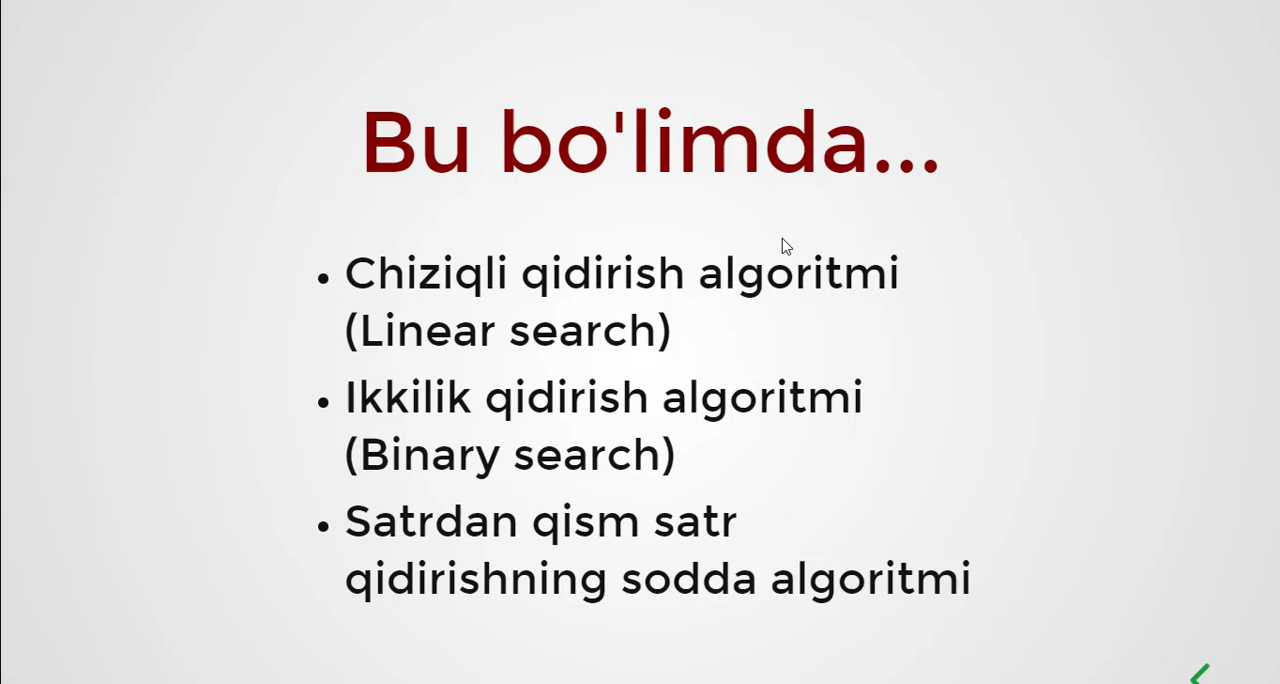 Bu bo'limda...
• Chiziqli qidirish algoritmi
(Linear search)
• Ikkilik qidirish algoritmi
(Binary search)
• Satrdan qism satr
qidirishning sodda algoritmi